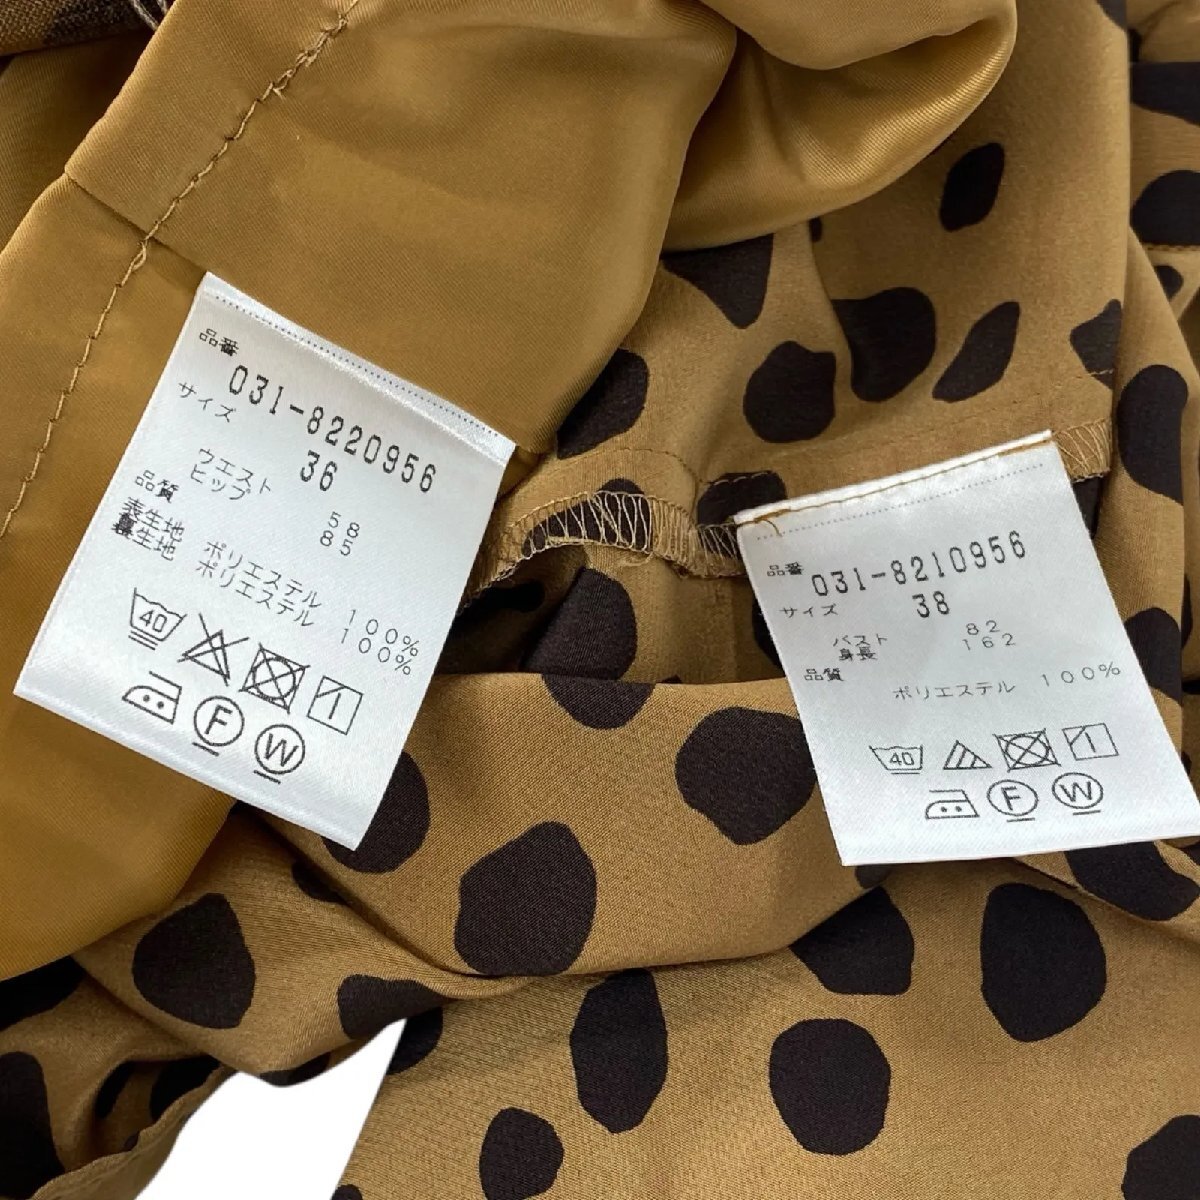 品番
031-8220956
サイズ
36
ウエスト 58
ヒップ 85
品質
表生地 ポリエステル 100%
裏生地 ポリエステル 100%
40
F W
品番
031-8210956
サイズ 38
バスト 82
身長 162
品質
ポリエステル 100%
40
F W